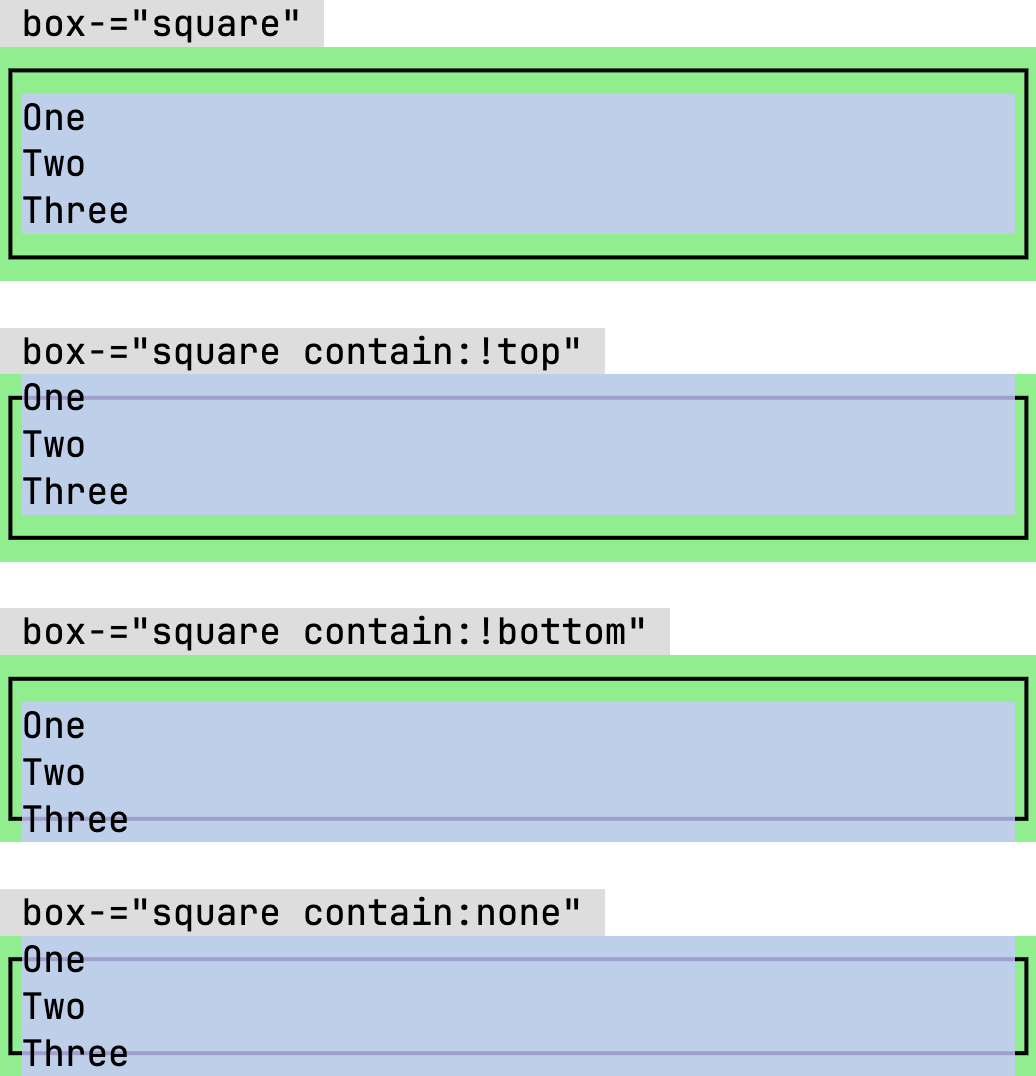 box-="square"
One
Two
Three
box-="square contain:!top"
One
Two
Three
box-="square contain:!bottom"
One
Two
Three
box-="square contain:none"
One
Two
Three